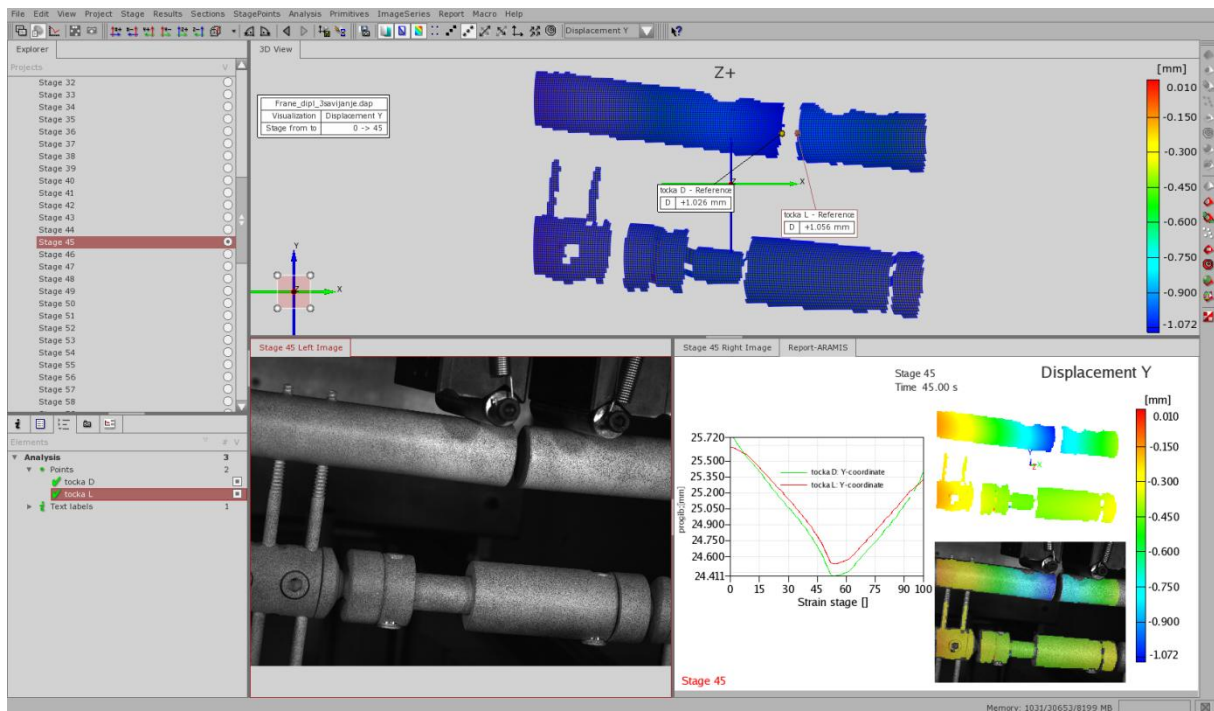 File Edit View Project Stage Results Sections StagePoints Analysis Primitives ImageSeries Report Macro Help
Displacement Y
Explorer
Projects V
Stage 32
Stage 33
Stage 34
Stage 35
Stage 36
Stage 37
Stage 38
Stage 39
Stage 40
Stage 41
Stage 42
Stage 43
Stage 44
Stage 45
Stage 46
Stage 47
Stage 48
Stage 49
Stage 50
Stage 51
Stage 52
Stage 53
Stage 54
Stage 55
Stage 56
Stage 57
Stage 58
Elements # V
Analysis 3
Points 2
tocka D
tocka L
Text labels 1
3D View
Frane_dipl_3savijanje.dap
Visualization Displacement Y
Stage from to 0 -> 45
Z+
X
Z
tocka D - Reference
D +1.026 mm
tocka L - Reference
D +1.056 mm
Y
Z
X
[mm]
0.010
-0.150
-0.300
-0.450
-0.600
-0.750
-0.900
-1.072
Stage 45 Left Image
Stage 45 Right Image Report-ARAMIS
Stage 45
Time 45.00 s
Displacement Y
25.720
25.500
25.350
25.200
25.050
24.900
24.750
24.600
24.411
progib;[mm]
tocka D: Y-coordinate
tocka L: Y-coordinate
0 15 30 45 60 75 90 100
Strain stage []
[mm]
0.010
-0.150
-0.300
-0.450
-0.600
-0.750
-0.900
-1.072
Stage 45
Memory: 1031/30653/8199 MB